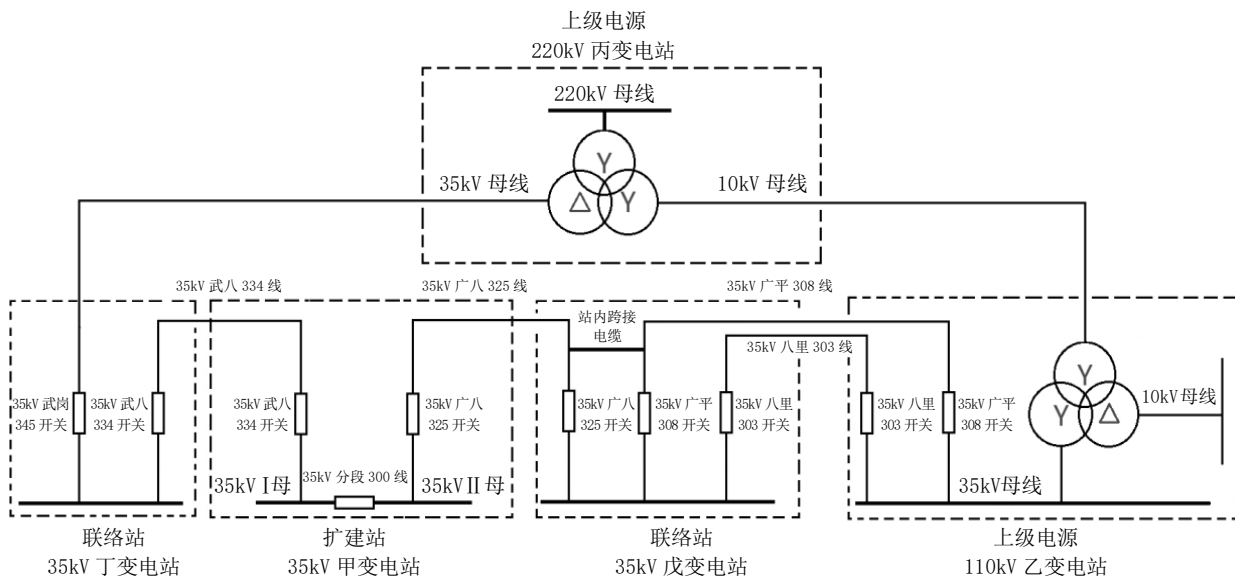 上级电源
220kV 丙变电站
220kV 母线
Y
35kV 母线
10kV 母线
△
Y
35kV 武八 334 线
35kV 广八 325 线
35kV 广平 308 线
站内跨接
电缆
35kV 八里 303 线
Y
Y
△
10kV 母线
35kV 武岗
345 开关
35kV 武八
334 开关
35kV 武八
334 开关
35kV 广八
325 开关
35kV 广八
325 开关
35kV 广平
308 开关
35kV 八里
303 开关
35kV 八里
303 开关
35kV 广平
308 开关
35kV Ⅰ母
35kV 分段 300 线
35kV Ⅱ母
35kV母线
联络站
35kV 丁变电站
扩建站
35kV 甲变电站
联络站
35kV 戊变电站
上级电源
110kV 乙变电站